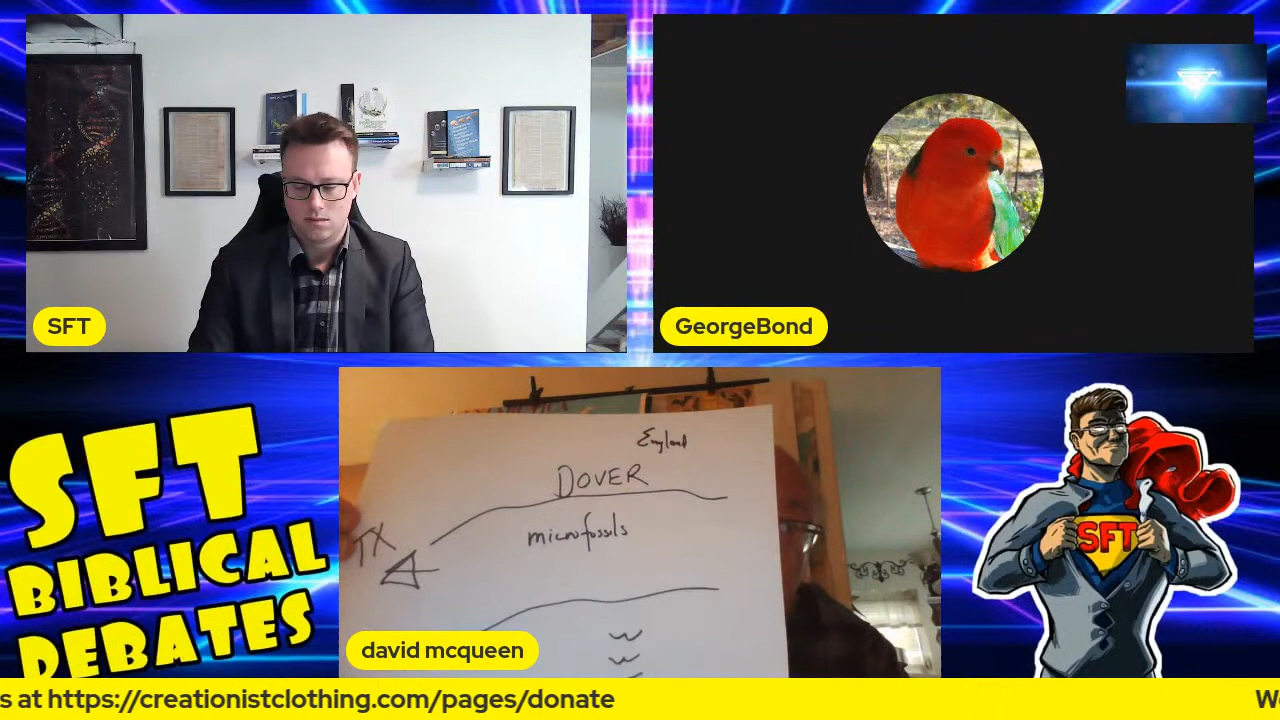 SFT
GeorgeBond
England
DOVER
microfossils
TX
david mcqueen
SFT
BIBLICAL
DEBATES
SFT
s at https://creationistclothing.com/pages/donate